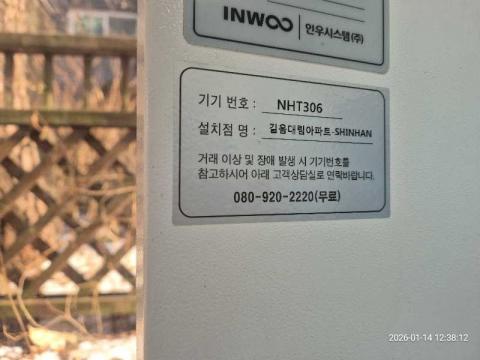 INWOO 인우시스템(주)
기기 번호 : NHT306
설치점 명 : 길음대림아파트-SHINHAN
거래 이상 및 장애 발생 시 기기번호를
참고하시어 아래 고객상담실로 연락바랍니다.
080-920-2220(무료)
2026-01-14 12:38:12